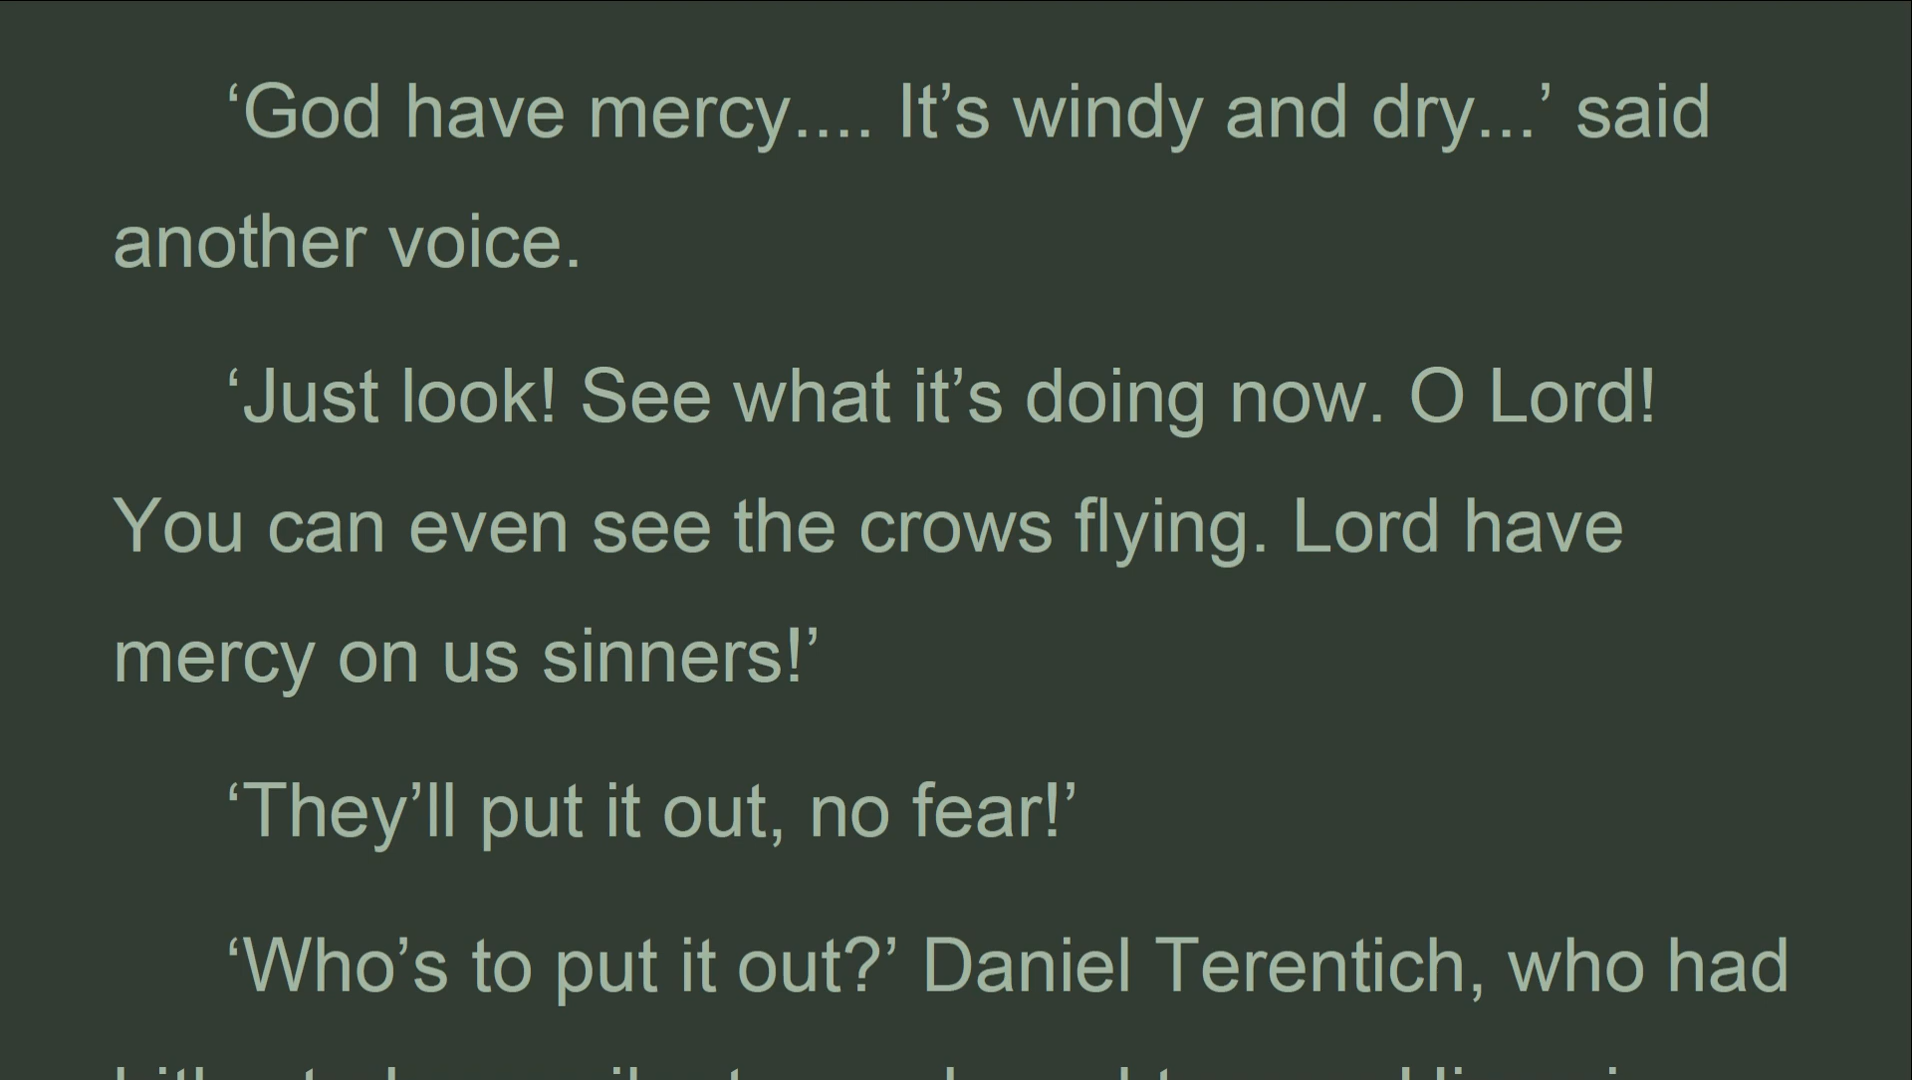 ‘God have mercy.... It’s windy and dry...’ said
another voice.
‘Just look! See what it’s doing now. O Lord!
You can even see the crows flying. Lord have
mercy on us sinners!’
‘They’ll put it out, no fear!’
‘Who’s to put it out?’ Daniel Terentich, who had